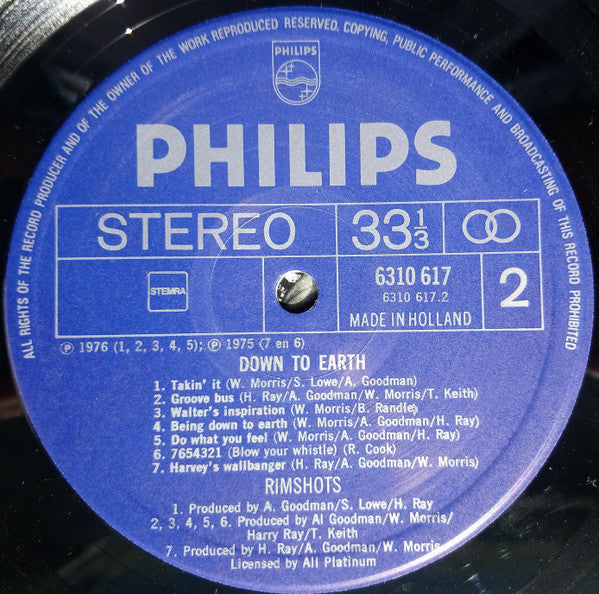 ALL RIGHTS OF THE RECORD PRODUCER AND OF THE OWNER OF THE WORK REPRODUCED RESERVED. COPYING, PUBLIC PERFORMANCE AND BROADCASTING OF THIS RECORD PROHIBITED
PHILIPS
PHILIPS
STEREO 33⅓
STEMRA 6310 617 2
6310 617.2
MADE IN HOLLAND
℗ 1976 (1, 2, 3, 4, 5); ℗ 1975 (7 en 6)
DOWN TO EARTH
1. Takin' it (W. Morris/S. Lowe/A. Goodman)
2. Groove bus (H. Ray/A. Goodman/W. Morris/T. Keith)
3. Walter's inspiration (W. Morris/B. Randle)
4. Being down to earth (W. Morris/A. Goodman/H. Ray)
5. Do what you feel (W. Morris/A. Goodman/H. Ray)
6. 7654321 (Blow your whistle) (R. Cook)
7. Harvey's wallbanger (H. Ray/A. Goodman/W. Morris)
RIMSHOTS
1. Produced by A. Goodman/S. Lowe/H. Ray
2, 3, 4, 5, 6. Produced by Al Goodman/W. Morris/
Harry Ray/T. Keith
7. Produced by H. Ray/A. Goodman/W. Morris
Licensed by All Platinum